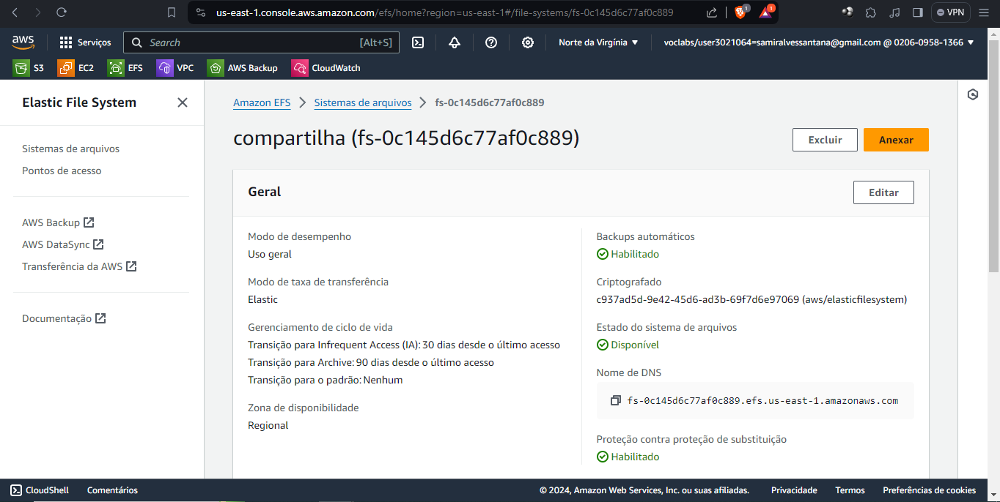 us-east-1.console.aws.amazon.com/efs/home?region=us-east-1#/file-systems/fs-0c145d6c77af0c889
1
1
VPN
aws
Serviços
Search
[Alt+S]
Norte da Virgínia
voclabs/user3021064=samiralvessantana@gmail.com @ 0206-0958-1366
S3
EC2
EFS
VPC
AWS Backup
CloudWatch
Elastic File System
Sistemas de arquivos
Pontos de acesso
AWS Backup
AWS DataSync
Transferência da AWS
Documentação
Amazon EFS
Sistemas de arquivos
fs-0c145d6c77af0c889
compartilha (fs-0c145d6c77af0c889)
Excluir
Anexar
Geral
Editar
Modo de desempenho
Uso geral
Modo de taxa de transferência
Elastic
Gerenciamento de ciclo de vida
Transição para Infrequent Access (IA): 30 dias desde o último acesso
Transição para Archive: 90 dias desde o último acesso
Transição para o padrão: Nenhum
Zona de disponibilidade
Regional
Backups automáticos
Habilitado
Criptografado
c937ad5d-9e42-45d6-ad3b-69f7d6e97069 (aws/elasticfilesystem)
Estado do sistema de arquivos
Disponível
Nome de DNS
fs-0c145d6c77af0c889.efs.us-east-1.amazonaws.com
Proteção contra proteção de substituição
Habilitado
CloudShell
Comentários
© 2024, Amazon Web Services, Inc. ou suas afiliadas.
Privacidade
Termos
Preferências de cookies